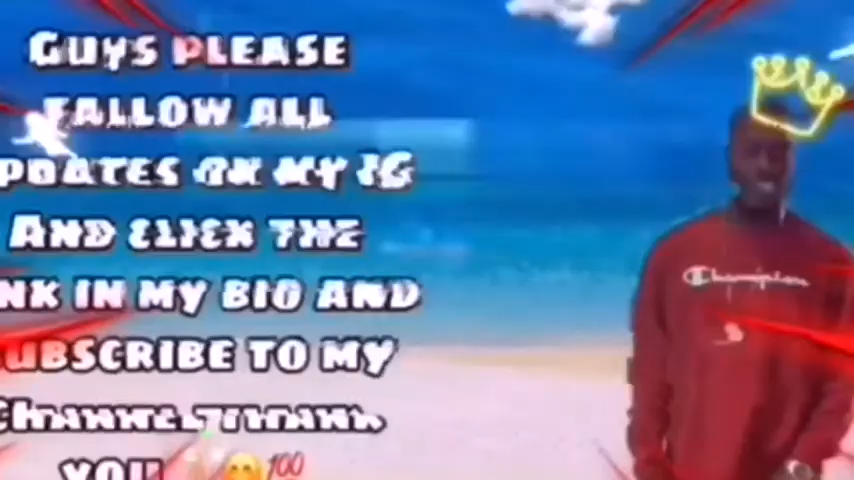 GUYS PLEASE
FALLOW ALL
PDATES ON MY IG
AND CLICK THE
NK IN MY BIO AND
UBSCRIBE TO MY
CHANNEL THANK
YOU 💯
Champion